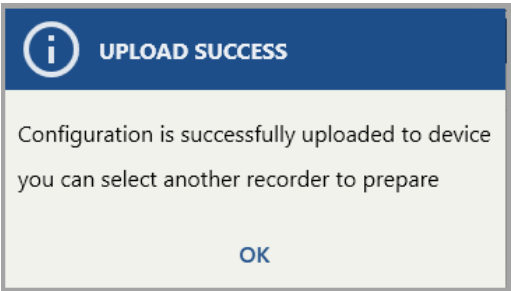 UPLOAD SUCCESS
Configuration is successfully uploaded to device
you can select another recorder to prepare
OK